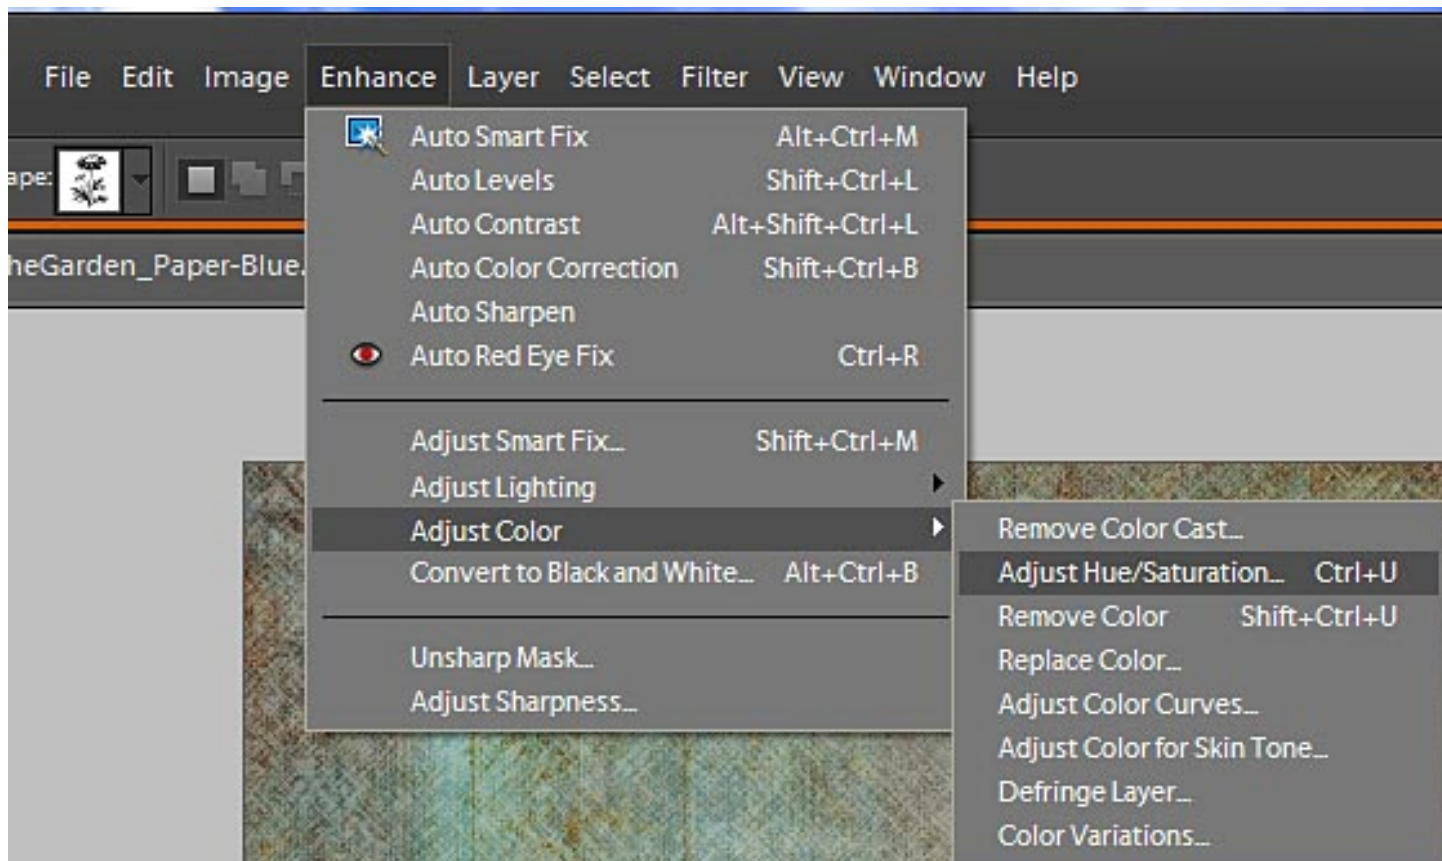 File Edit Image Enhance Layer Select Filter View Window Help
ape:
heGarden_Paper-Blue.
Auto Smart Fix Alt+Ctrl+M
Auto Levels Shift+Ctrl+L
Auto Contrast Alt+Shift+Ctrl+L
Auto Color Correction Shift+Ctrl+B
Auto Sharpen
Auto Red Eye Fix Ctrl+R
Adjust Smart Fix... Shift+Ctrl+M
Adjust Lighting
Adjust Color
Convert to Black and White... Alt+Ctrl+B
Unsharp Mask...
Adjust Sharpness...
Remove Color Cast...
Adjust Hue/Saturation... Ctrl+U
Remove Color Shift+Ctrl+U
Replace Color...
Adjust Color Curves...
Adjust Color for Skin Tone...
Defringe Layer...
Color Variations...